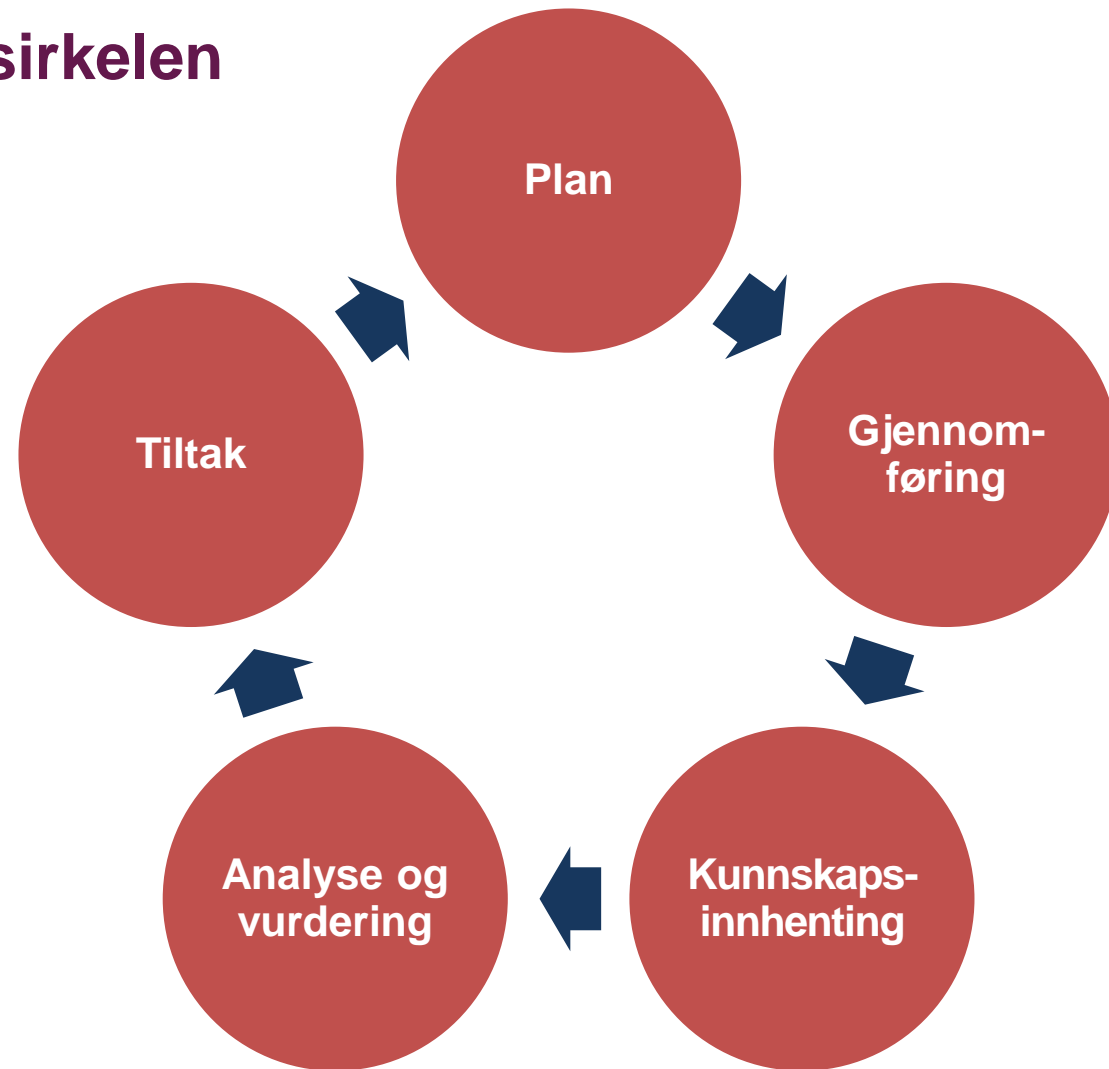 sirkelen
Plan
Gjennom-
føring
Kunnskaps-
innhenting
Analyse og
vurdering
Tiltak